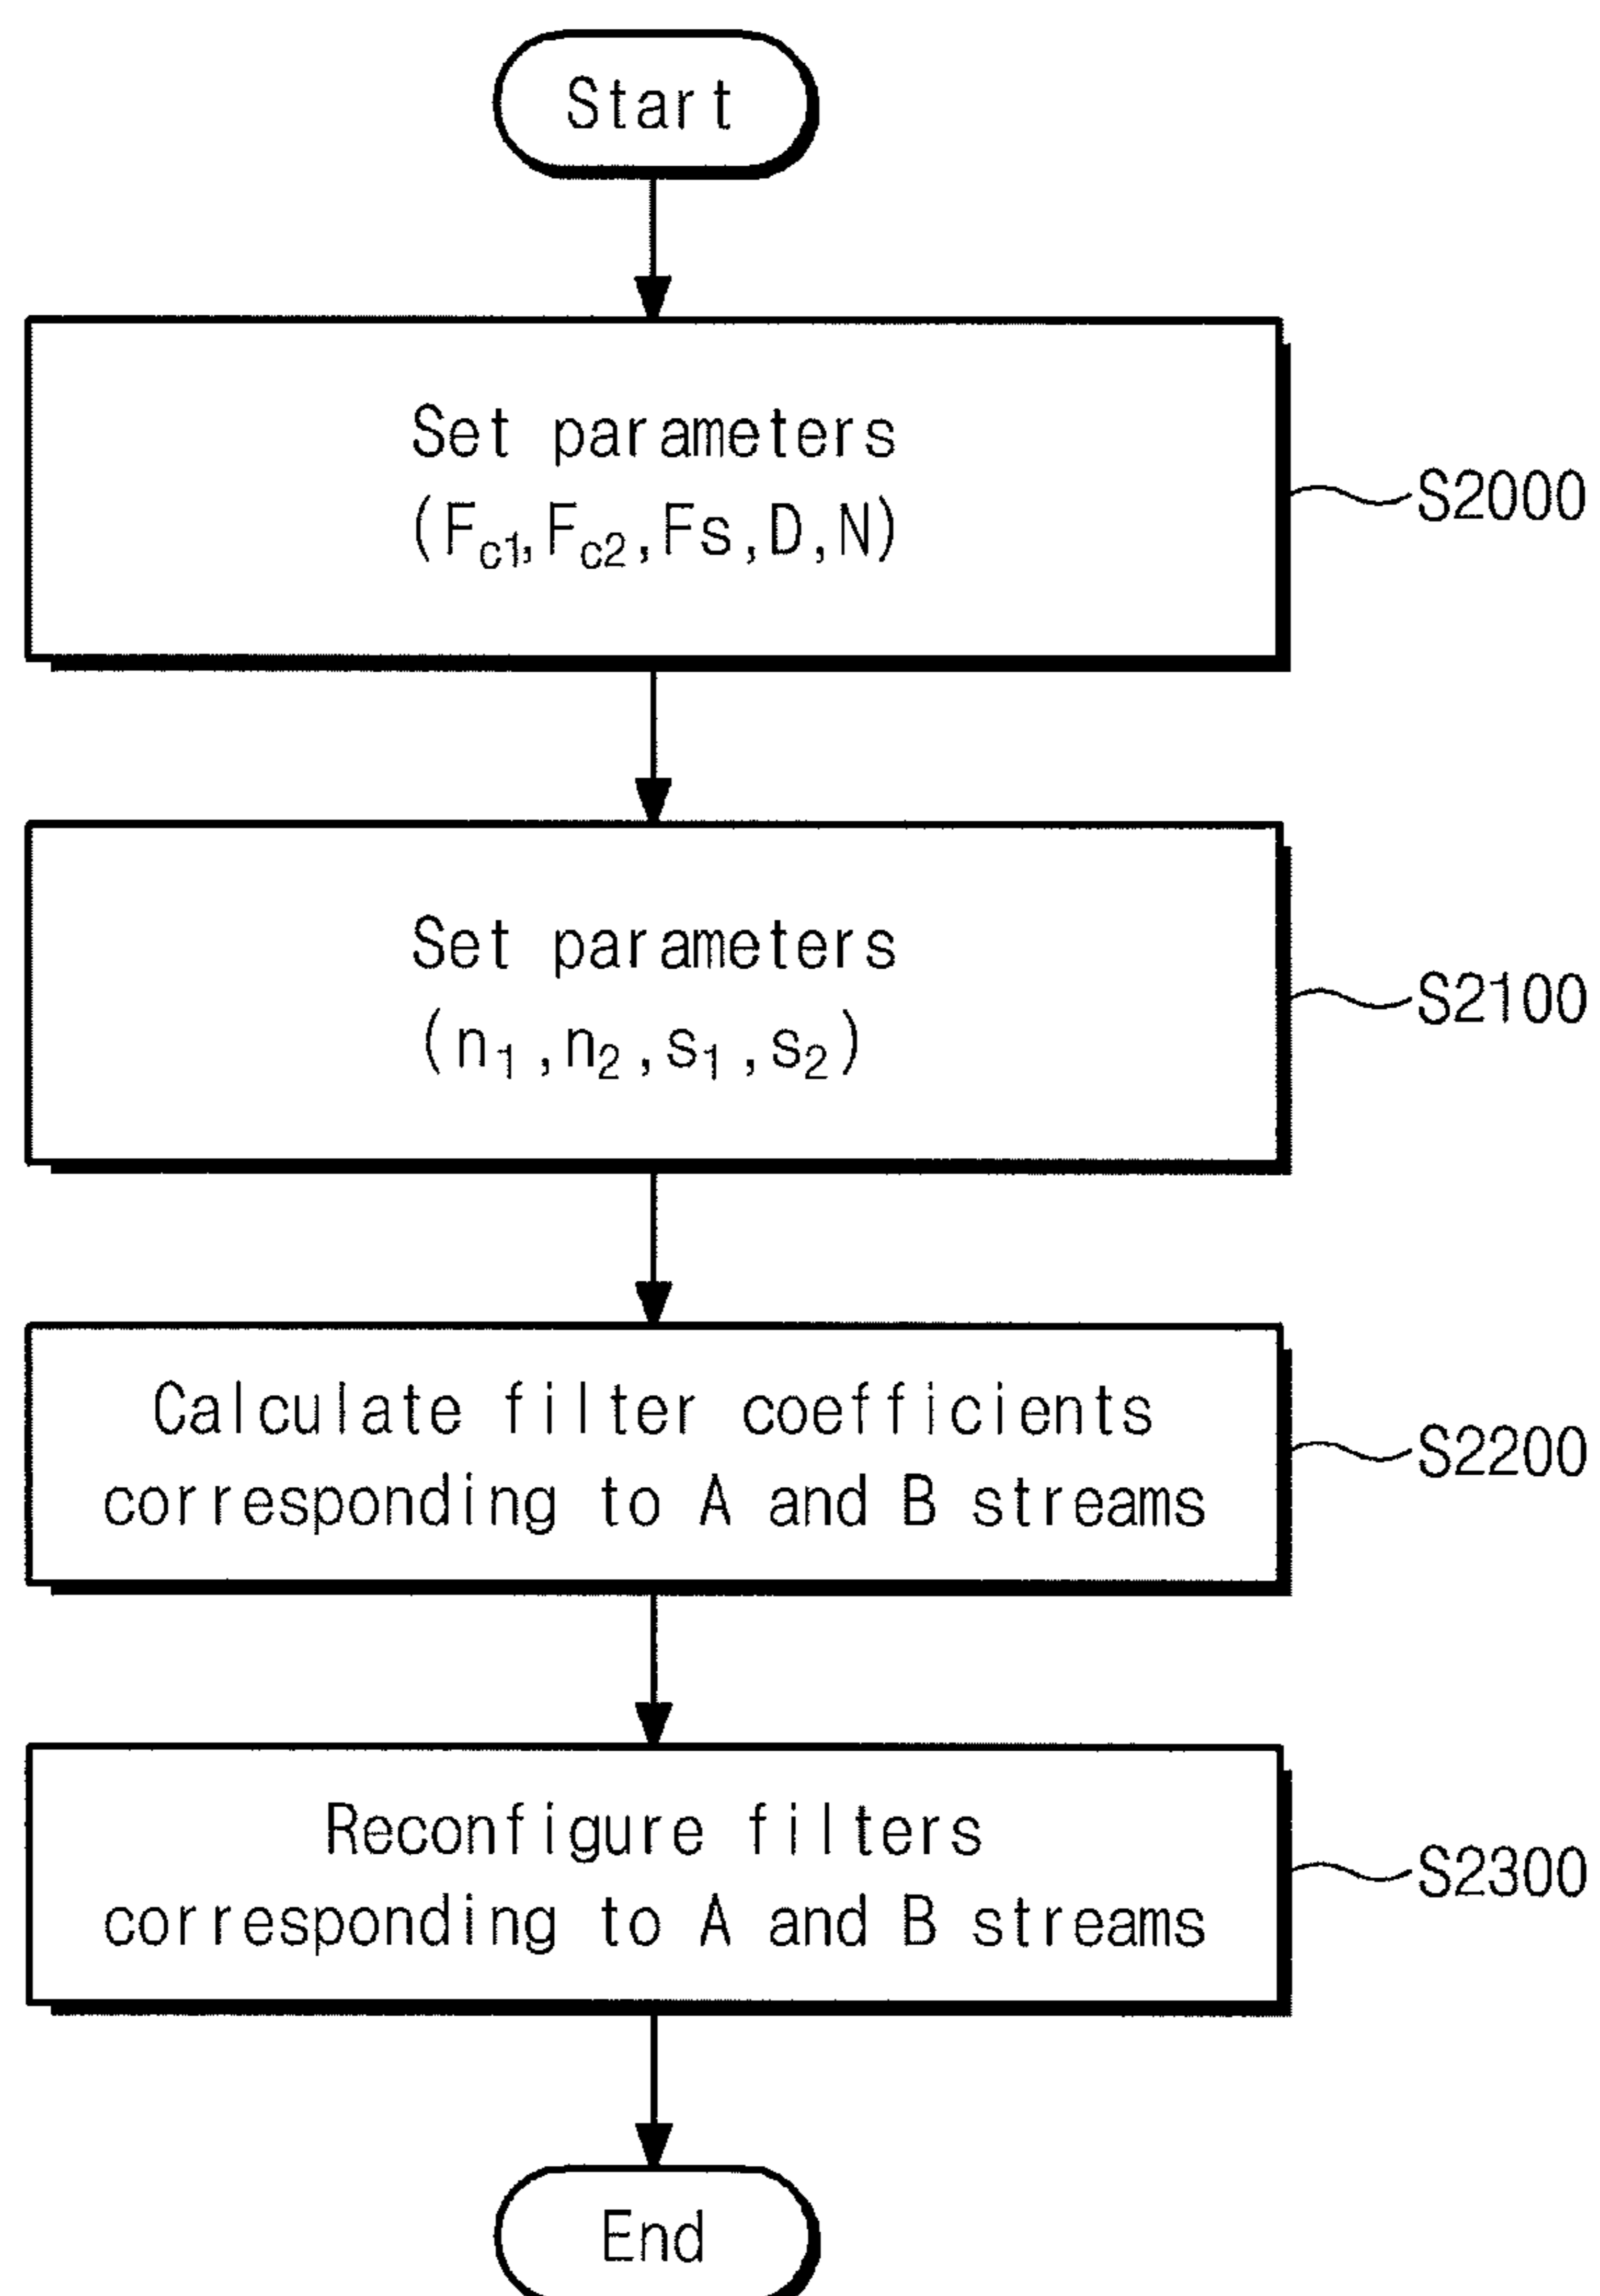 Start
Set parameters
(Fc1,Fc2,Fs,D,N)
S2000
Set parameters
(n1,n2,s1,s2)
S2100
Calculate filter coefficients
corresponding to A and B streams
S2200
Reconfigure filters
corresponding to A and B streams
S2300
End